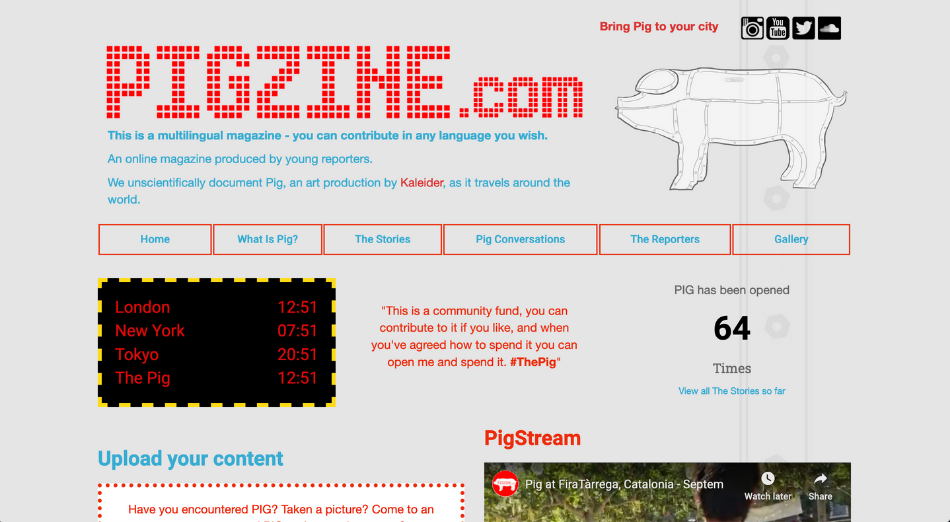 Bring Pig to your city
You Tube
PIGZINE.com
This is a multilingual magazine - you can contribute in any language you wish.
An online magazine produced by young reporters.
We unscientifically document Pig, an art production by Kaleider, as it travels around the
world.
Home What Is Pig? The Stories Pig Conversations The Reporters Gallery
London 12:51
New York 07:51
Tokyo 20:51
The Pig 12:51
"This is a community fund, you can
contribute to it if you like, and when
you've agreed how to spend it you can
open me and spend it. #ThePig"
PIG has been opened
64
Times
View all The Stories so far
Upload your content
Have you encountered PIG? Taken a picture? Come to an
PigStream
Pig at FiraTàrrega, Catalonia - Septem
Watch later
Share